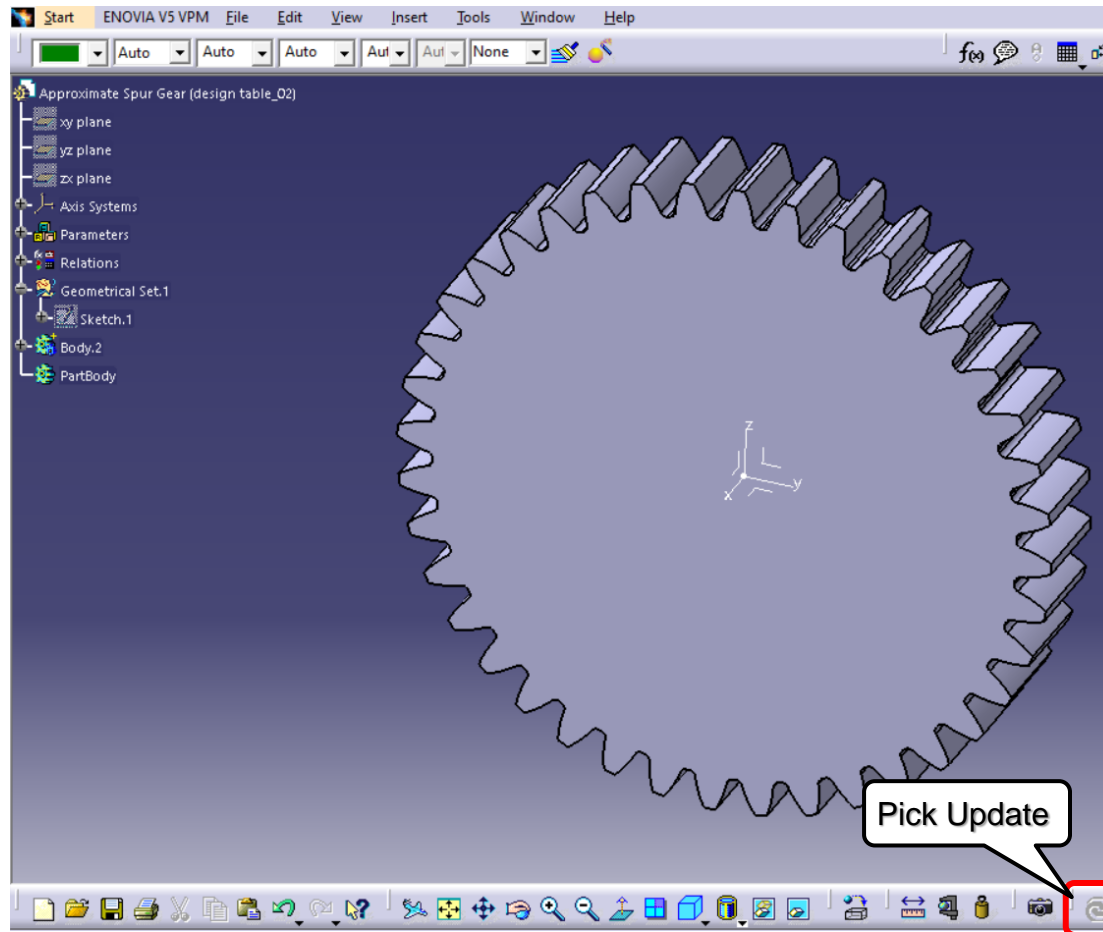 Start ENOVIA V5 VPM File Edit View Insert Tools Window Help
Auto Auto Auto Aut Aut None f(x)
Approximate Spur Gear (design table_02)
xy plane
yz plane
zx plane
Axis Systems
Parameters
Relations
Geometrical Set.1
Sketch.1
Body.2
PartBody
z
y
x
Pick Update